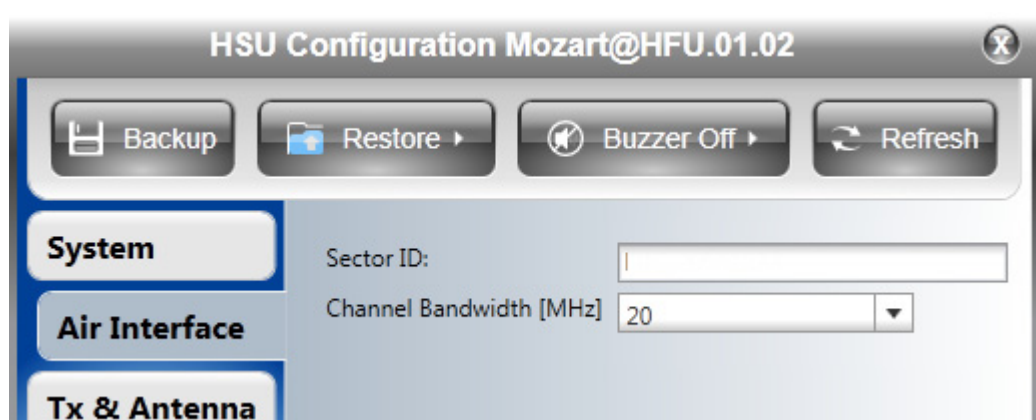 HSU Configuration Mozart@HFU.01.02
Backup Restore Buzzer Off Refresh
System
Sector ID:
Channel Bandwidth [MHz] 20
Air Interface
Tx & Antenna